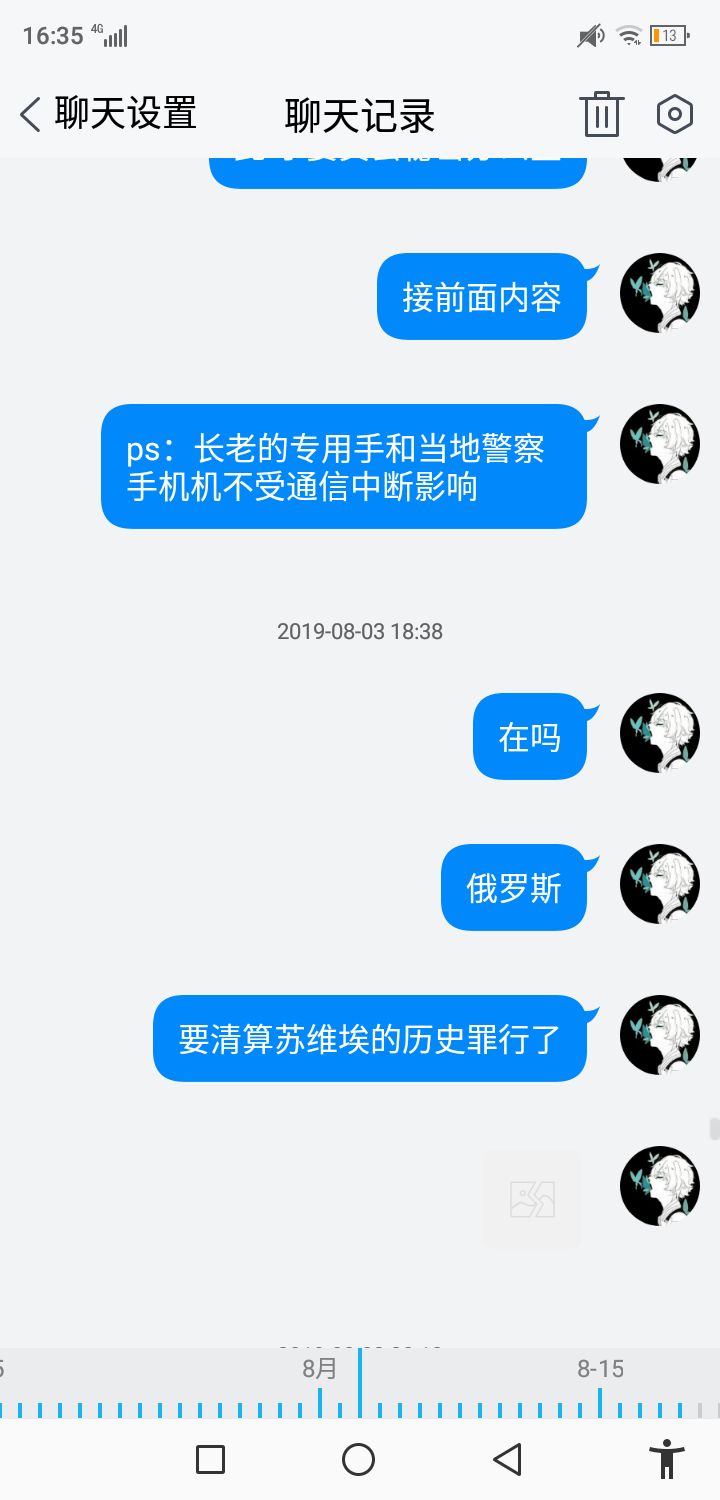 16:35 4G 13
聊天设置 聊天记录
接前面内容
ps：长老的专用手和当地警察
手机机不受通信中断影响
2019-08-03 18:38
在吗
俄罗斯
要清算苏维埃的历史罪行了
5 8月 8-15